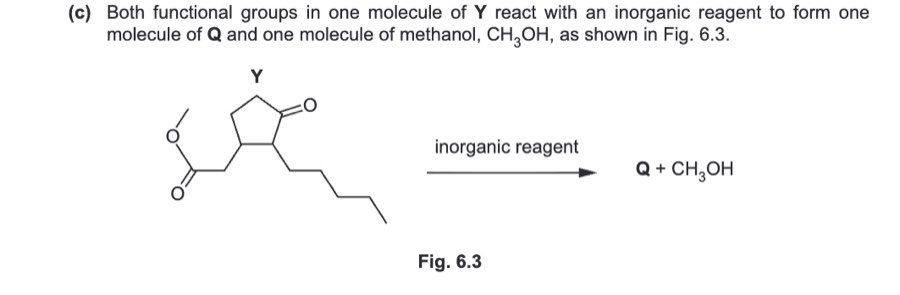 (c) Both functional groups in one molecule of Y react with an inorganic reagent to form one
molecule of Q and one molecule of methanol, CH₃OH, as shown in Fig. 6.3.
Y
O
O
O
inorganic reagent
Q + CH₃OH
Fig. 6.3